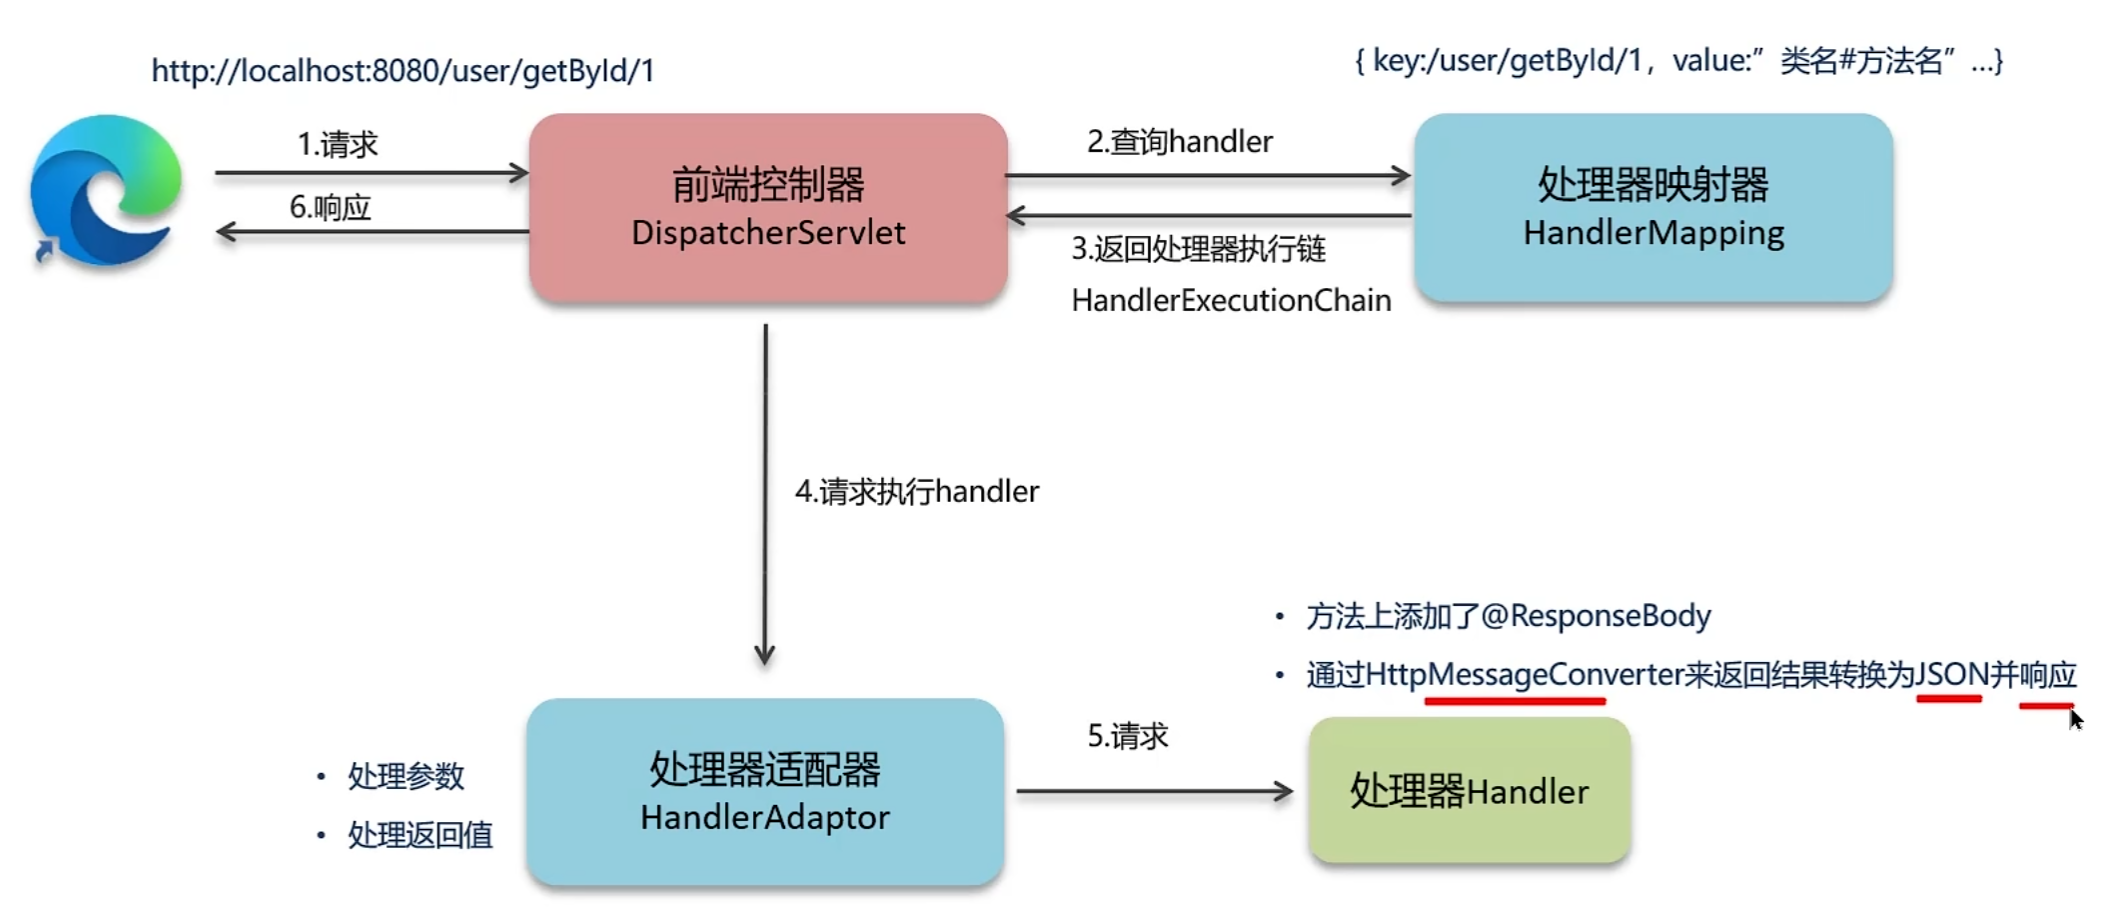 http://localhost:8080/user/getById/1
{ key:/user/getById/1，value:”类名#方法名”...}
1.请求
6.响应
前端控制器
DispatcherServlet
2.查询handler
3.返回处理器执行链
HandlerExecutionChain
处理器映射器
HandlerMapping
4.请求执行handler
• 方法上添加了@ResponseBody
• 通过HttpMessageConverter来返回结果转换为JSON并响应
• 处理参数
• 处理返回值
处理器适配器
HandlerAdaptor
5.请求
处理器Handler